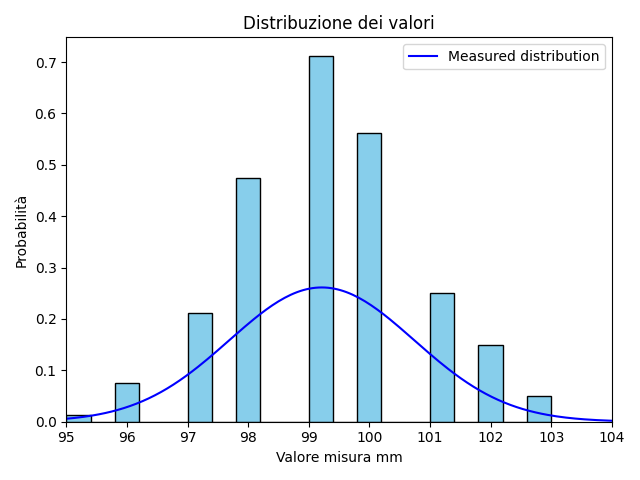 Distribuzione dei valori
Measured distribution
0.7
0.6
0.5
0.4
0.3
0.2
0.1
0.0
Probabilità
95 96 97 98 99 100 101 102 103 104
Valore misura mm